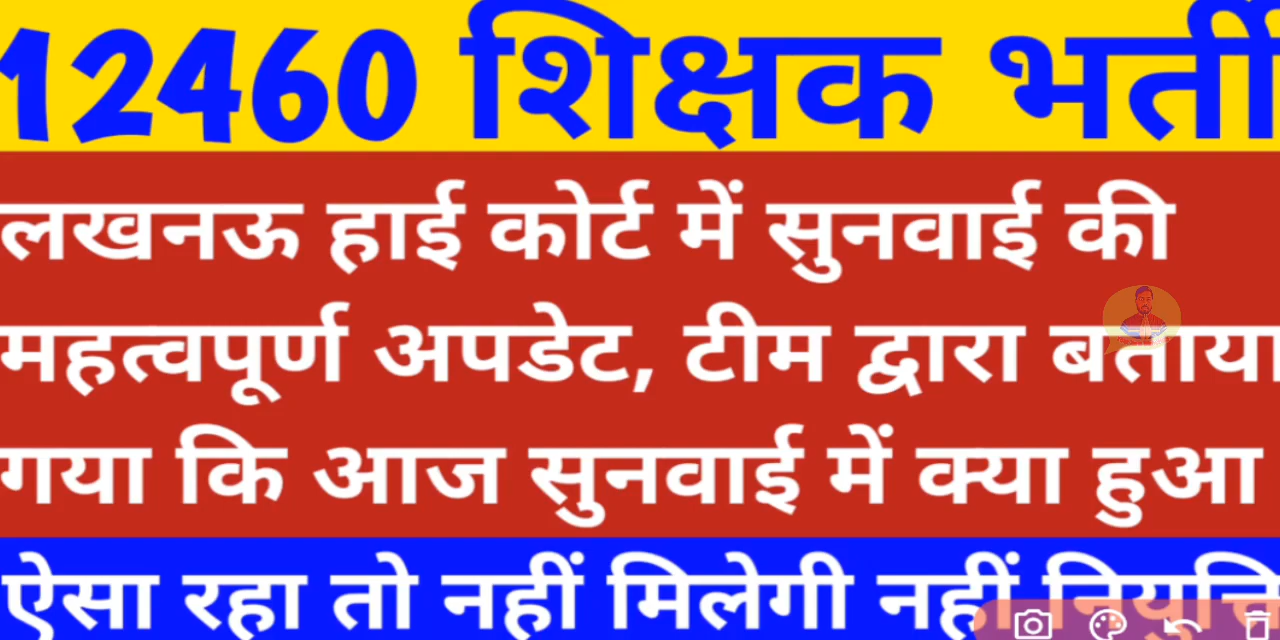 12460 शिक्षक भर्ती
लखनऊ हाई कोर्ट में सुनवाई की
महत्वपूर्ण अपडेट, टीम द्वारा बताया
गया कि आज सुनवाई में क्या हुआ
ऐसा रहा तो नहीं मिलेगी नहीं नियुक्ति